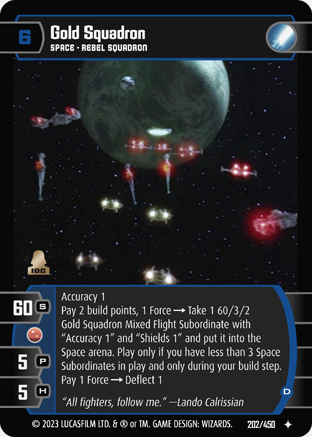 6 Gold Squadron
SPACE - REBEL SQUADRON
IDC
60 S
5 P
5 H
Accuracy 1
Pay 2 build points, 1 Force → Take 1 60/3/2
Gold Squadron Mixed Flight Subordinate with
"Accuracy 1" and "Shields 1" and put it into the
Space arena. Play only if you have less than 3 Space
Subordinates in play and only during your build step.
Pay 1 Force → Deflect 1
"All fighters, follow me." —Lando Calrissian
D
© 2023 LUCASFILM LTD. & ® or TM. GAME DESIGN: WIZARDS. 202/450